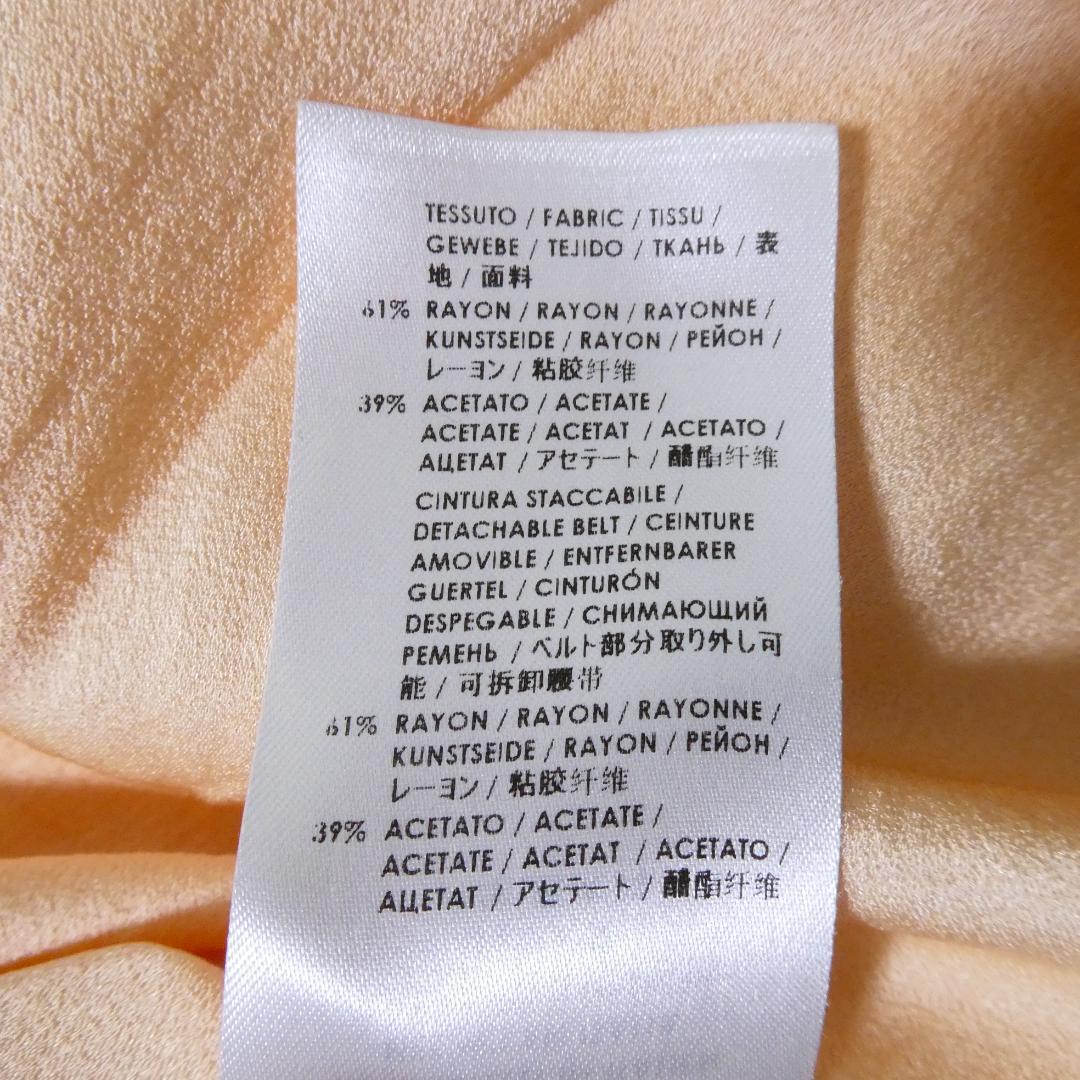 TESSUTO / FABRIC / TISSU /
GEWEBE / TEJIDO / ТКАНЬ / 表
地 / 面料
61% RAYON / RAYON / RAYONNE /
KUNSTSEIDE / RAYON / РЕЙОН /
レーヨン / 粘胶纤维
39% ACETATO / ACETATE /
ACETATE / ACETAT / ACETATO /
АЦЕТАТ / アセテート / 醋酯纤维
CINTURA STACCABILE /
DETACHABLE BELT / CEINTURE
AMOVIBLE / ENTFERNBARER
GUERTEL / CINTURÓN
DESPEGABLE / СНИМАЮЩИЙ
РЕМЕНЬ / ベルト部分取り外し可
能 / 可拆卸腰带
61% RAYON / RAYON / RAYONNE /
KUNSTSEIDE / RAYON / РЕЙОН /
レーヨン / 粘胶纤维
39% ACETATO / ACETATE /
ACETATE / ACETAT / ACETATO /
АЦЕТАТ / アセテート / 醋酯纤维